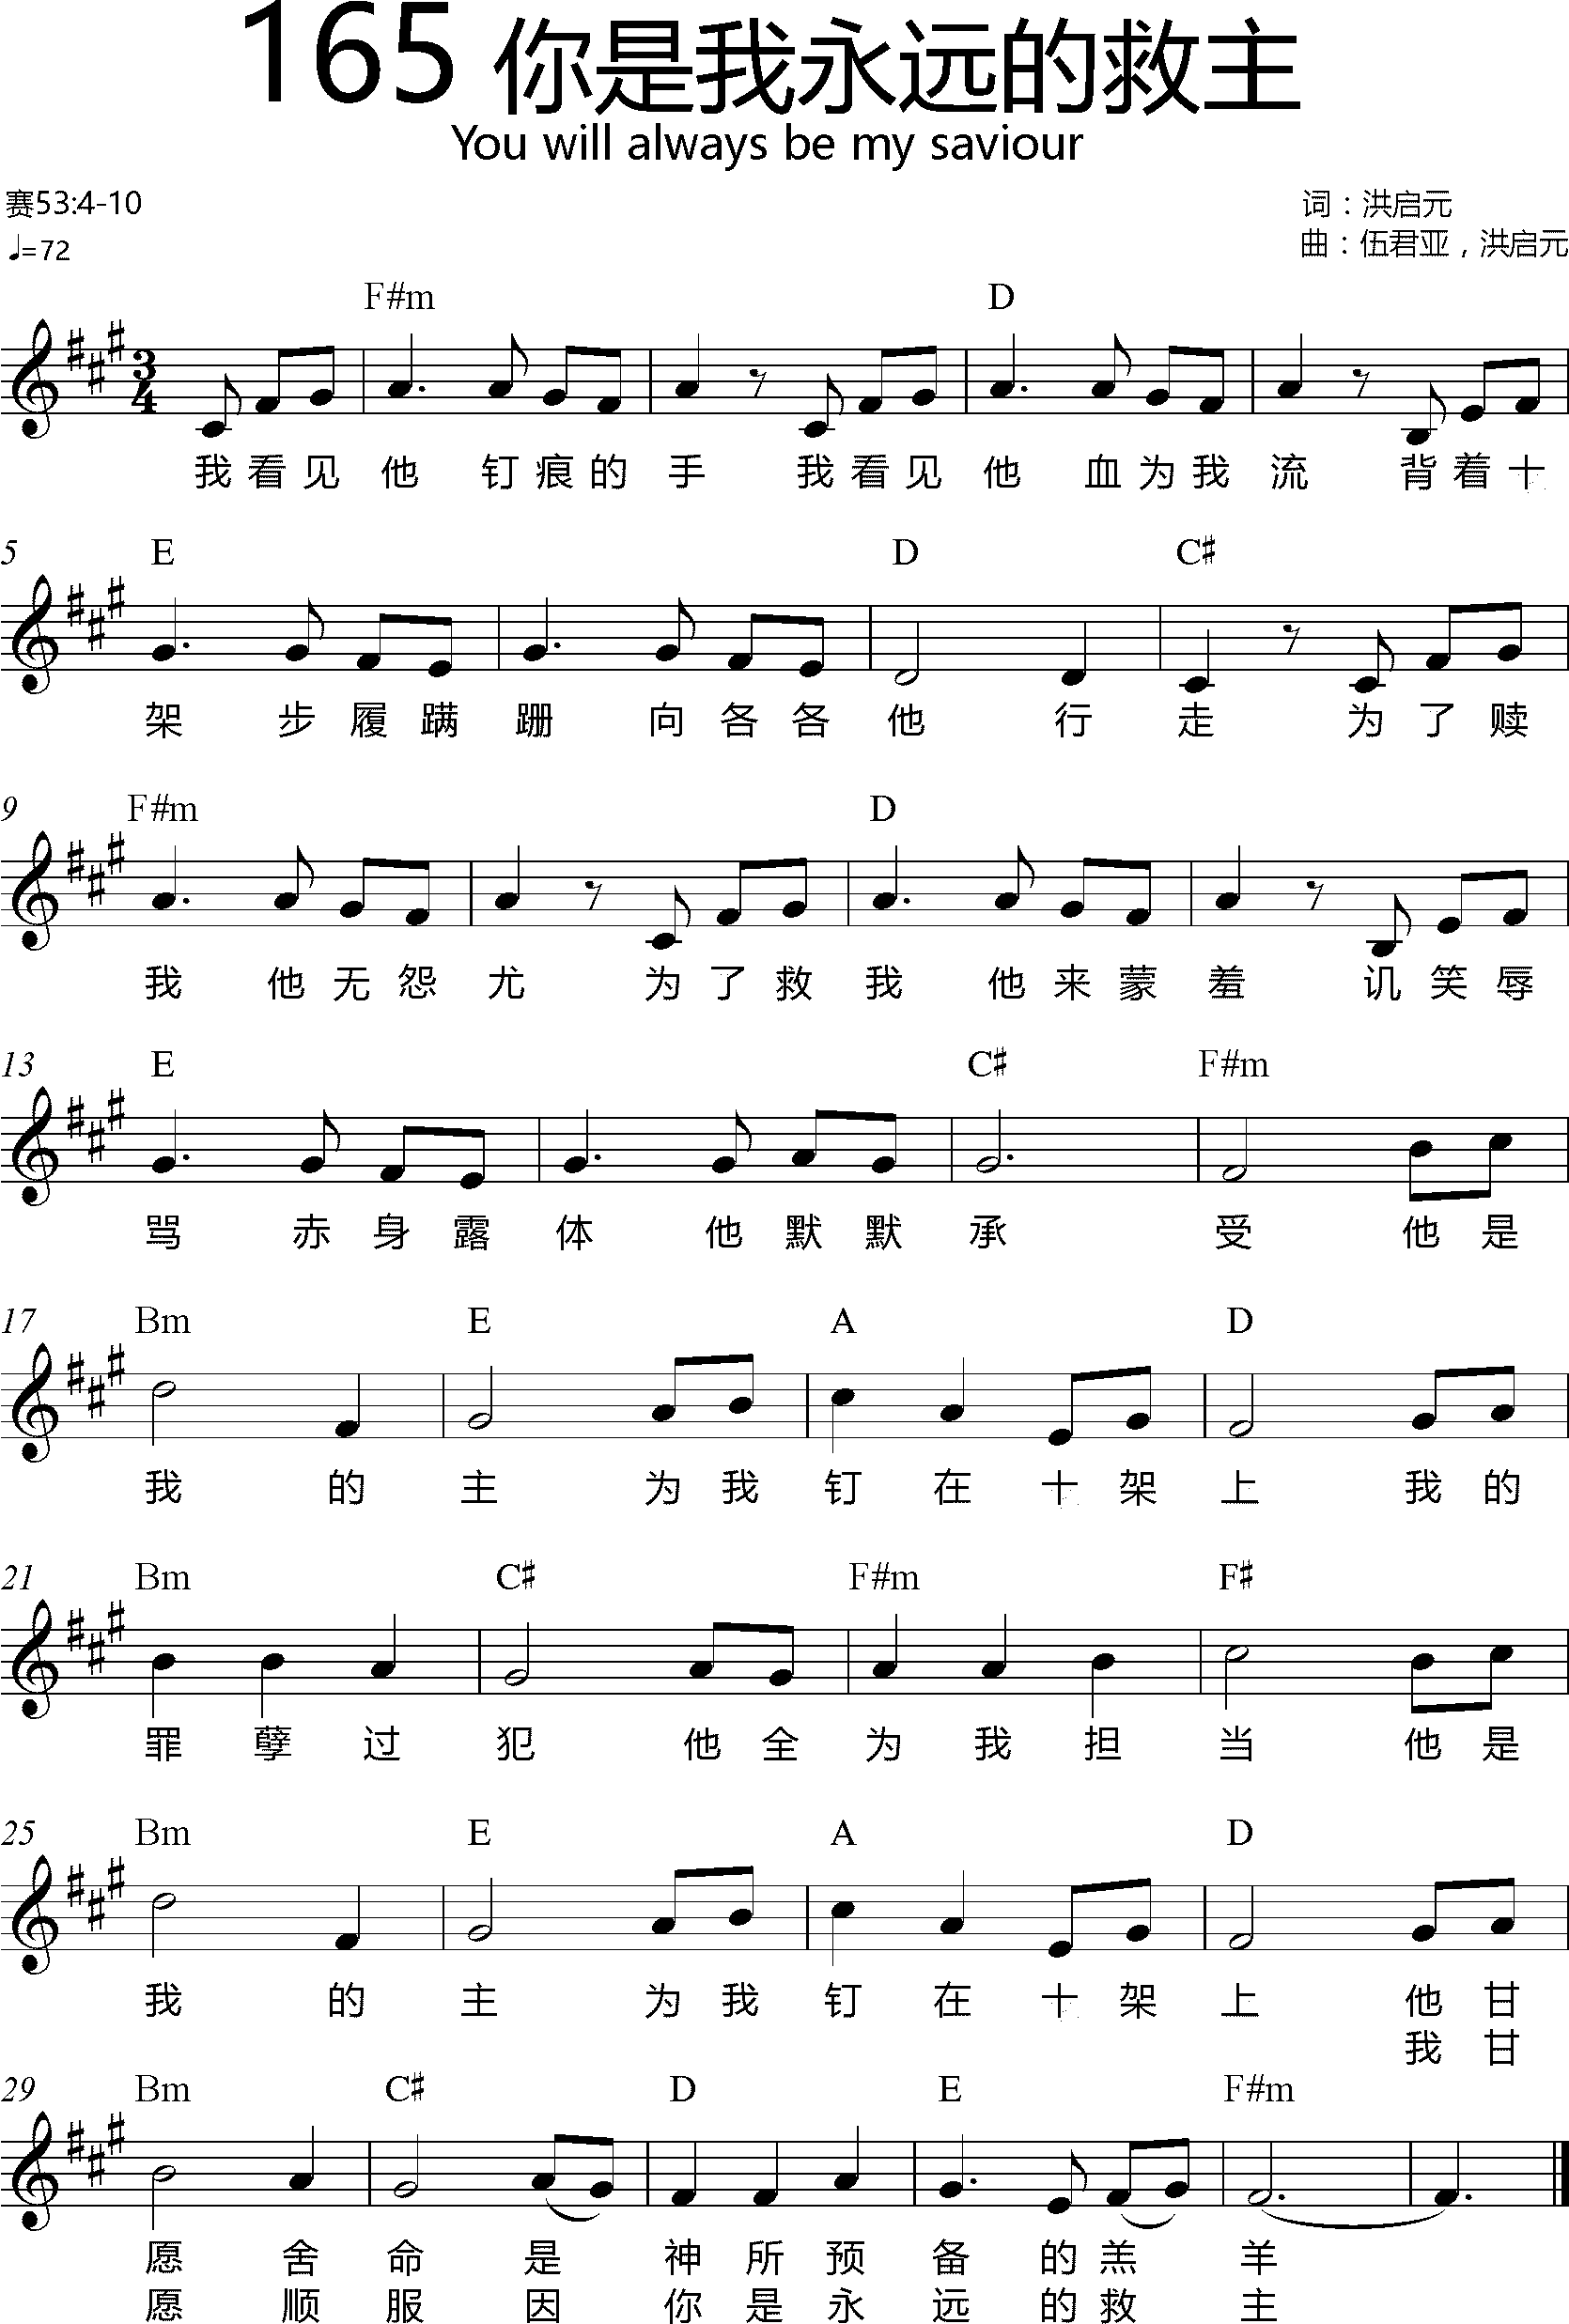 165 你是我永远的救主
You will always be my saviour
赛53:4-10
词：洪启元
♩=72
曲：伍君亚，洪启元
F#m D
3
4
我 看 见 他 钉 痕 的 手 我 看 见 他 血 为 我 流 背 着 十
5 E D C♯
架 步 履 蹒 跚 向 各 各 他 行 走 为 了 赎
9 F#m D
我 他 无 怨 尤 为 了 救 我 他 来 蒙 羞 讥 笑 辱
13 E C♯ F#m
骂 赤 身 露 体 他 默 默 承 受 他 是
17 Bm E A D
我 的 主 为 我 钉 在 十 架 上 我 的
21 Bm C♯ F#m F♯
罪 孽 过 犯 他 全 为 我 担 当 他 是
25 Bm E A D
我 的 主 为 我 钉 在 十 架 上 他 甘
我 甘
29 Bm C♯ D E F#m
愿 舍 命 是 神 所 预 备 的 羔 羊
愿 顺 服 因 你 是 永 远 的 救 主